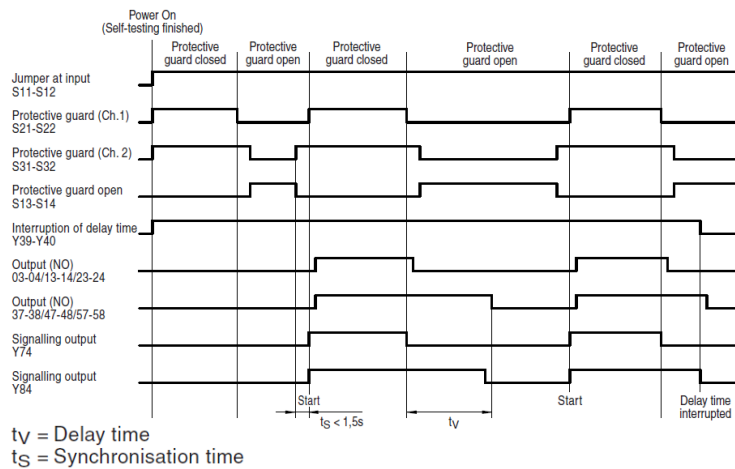 Power On
(Self-testing finished)
Protective
guard closed
Protective
guard open
Protective
guard closed
Protective
guard open
Protective
guard closed
Protective
guard open
Jumper at input
S11-S12
Protective guard (Ch.1)
S21-S22
Protective guard (Ch. 2)
S31-S32
Protective guard open
S13-S14
Interruption of delay time
Y39-Y40
Output (NO)
03-04/13-14/23-24
Output (NO)
37-38/47-48/57-58
Signalling output
Y74
Signalling output
Y84
Start
tS < 1,5s
tV
Start
Delay time
interrupted
tV = Delay time
tS = Synchronisation time